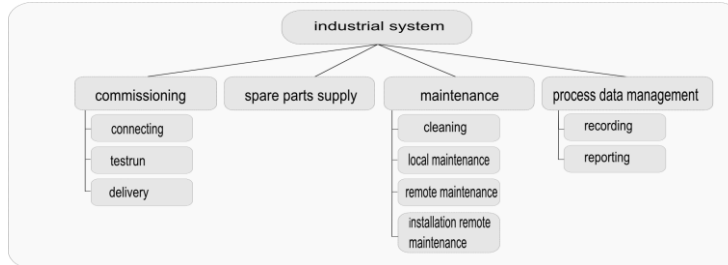 industrial system
commissioning
spare parts supply
maintenance
process data management
connecting
testrun
delivery
cleaning
local maintenance
remote maintenance
installation remote
maintenance
recording
reporting